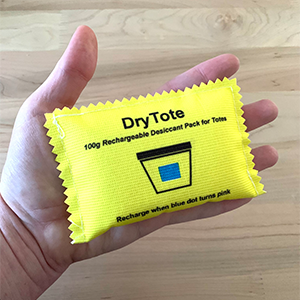 DryTote
100g Rechargeable Desiccant Pack for Totes
Recharge when blue dot turns pink